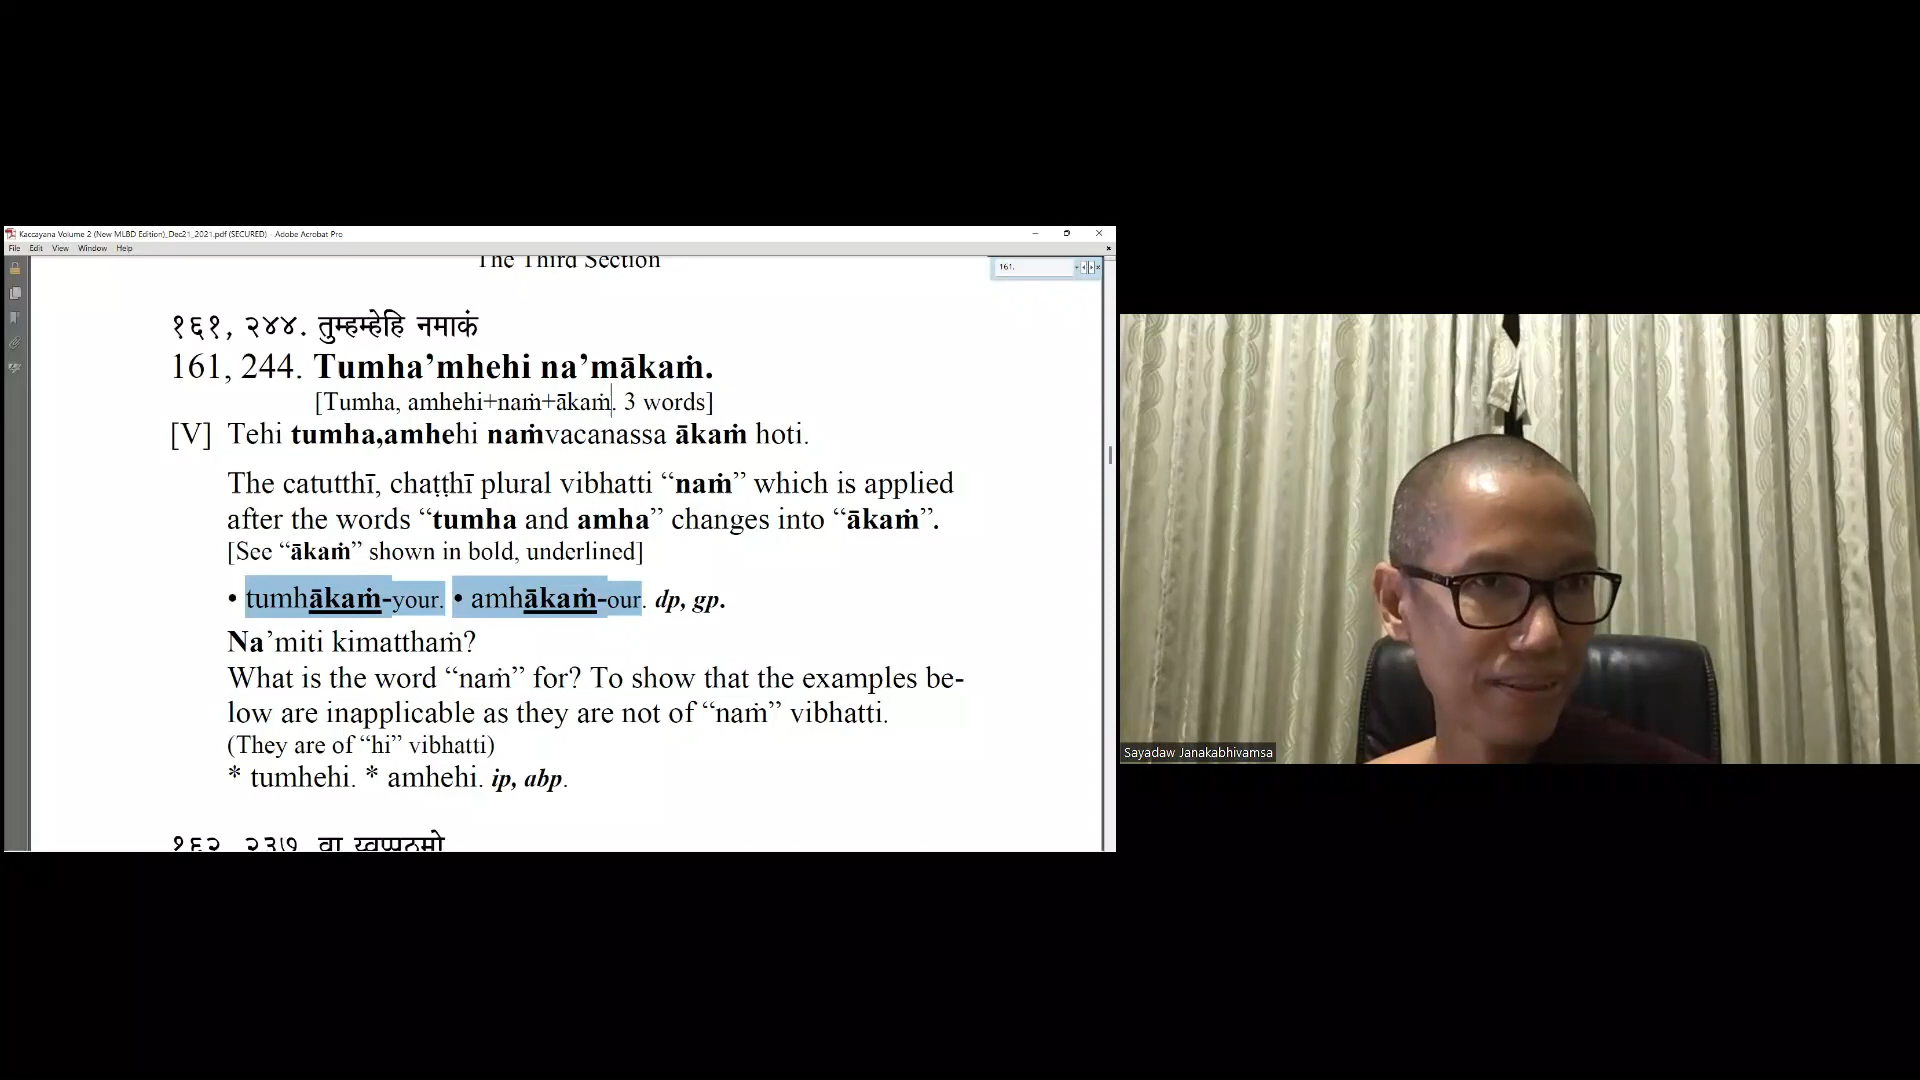 Kaccayana Volume 2 (New MLBD Edition)_Dec21_2021.pdf (SECURED) - Adobe Acrobat Pro
File Edit View Window Help
The Third Section
161.
१६१, २४४. तुम्हम्हेहि नमाकं
161, 244. Tumha’mhehi na’mākaṁ.
[Tumha, amhehi+naṁ+ākaṁ. 3 words]
[V] Tehi tumha,amhehi naṁvacanassa ākaṁ hoti.
The catutthī, chaṭṭhī plural vibhatti “naṁ” which is applied
after the words “tumha and amha” changes into “ākaṁ”.
[See “ākaṁ” shown in bold, underlined]
• tumhākaṁ-your. • amhākaṁ-our. dp, gp.
Na’miti kimatthaṁ?
What is the word “naṁ” for? To show that the examples be-
low are inapplicable as they are not of “naṁ” vibhatti.
(They are of “hi” vibhatti)
* tumhehi. * amhehi. ip, abp.
१६२, २३७. वा य्वप्पठमो
Sayadaw Janakabhivamsa